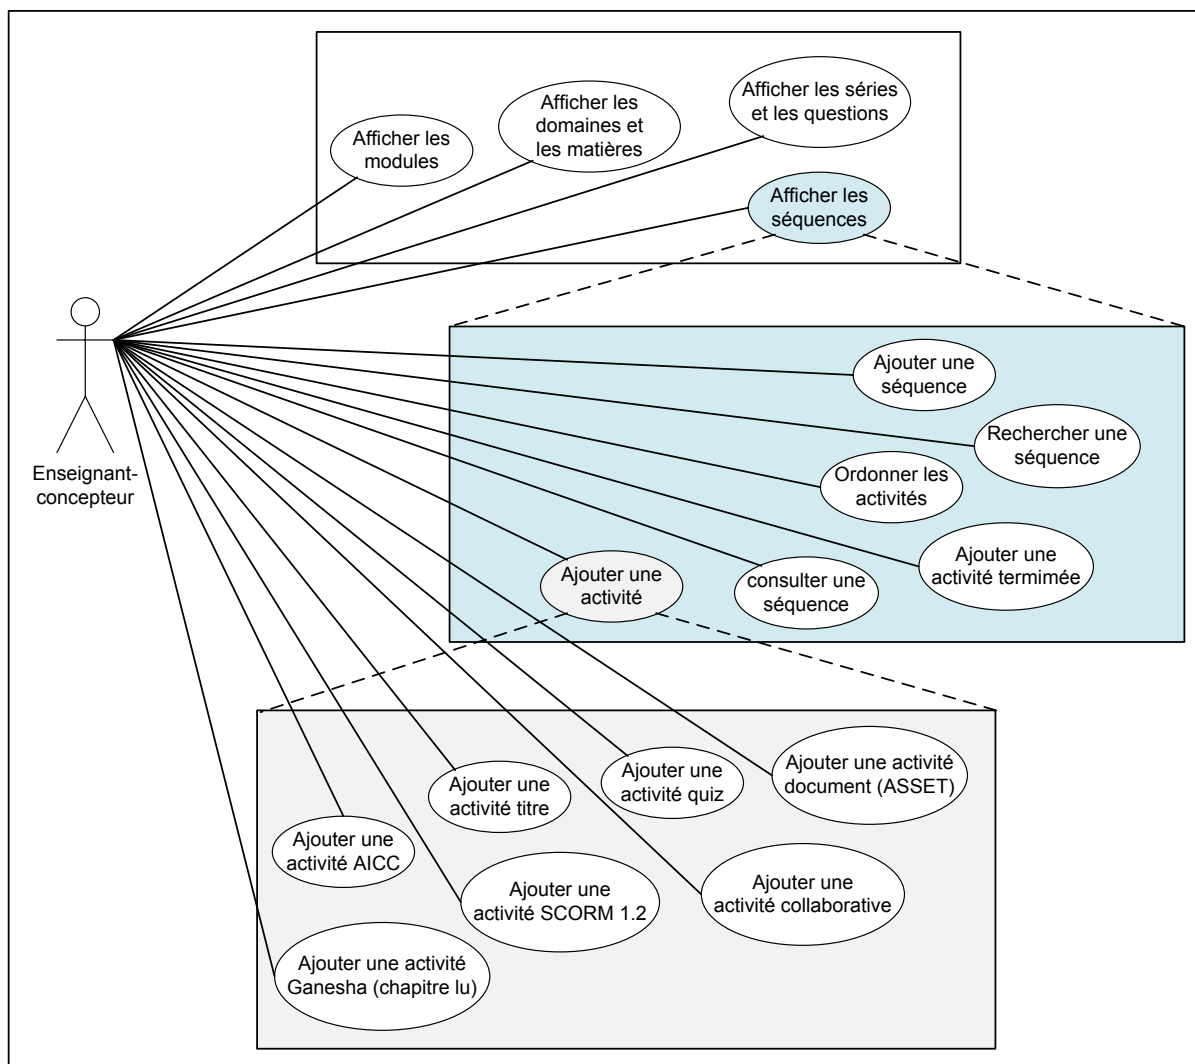 Afficher les
modules
Afficher les
domaines et
les matières
Afficher les séries
et les questions
Afficher les
séquences
Enseignant-
concepteur
Ajouter une
séquence
Rechercher une
séquence
Ordonner les
activités
Ajouter une
activité termimée
Ajouter une
activité
consulter une
séquence
Ajouter une activité
document (ASSET)
Ajouter une
activité quiz
Ajouter une
activité titre
Ajouter une
activité AICC
Ajouter une
activité SCORM 1.2
Ajouter une
activité collaborative
Ajouter une activité
Ganesha (chapitre lu)